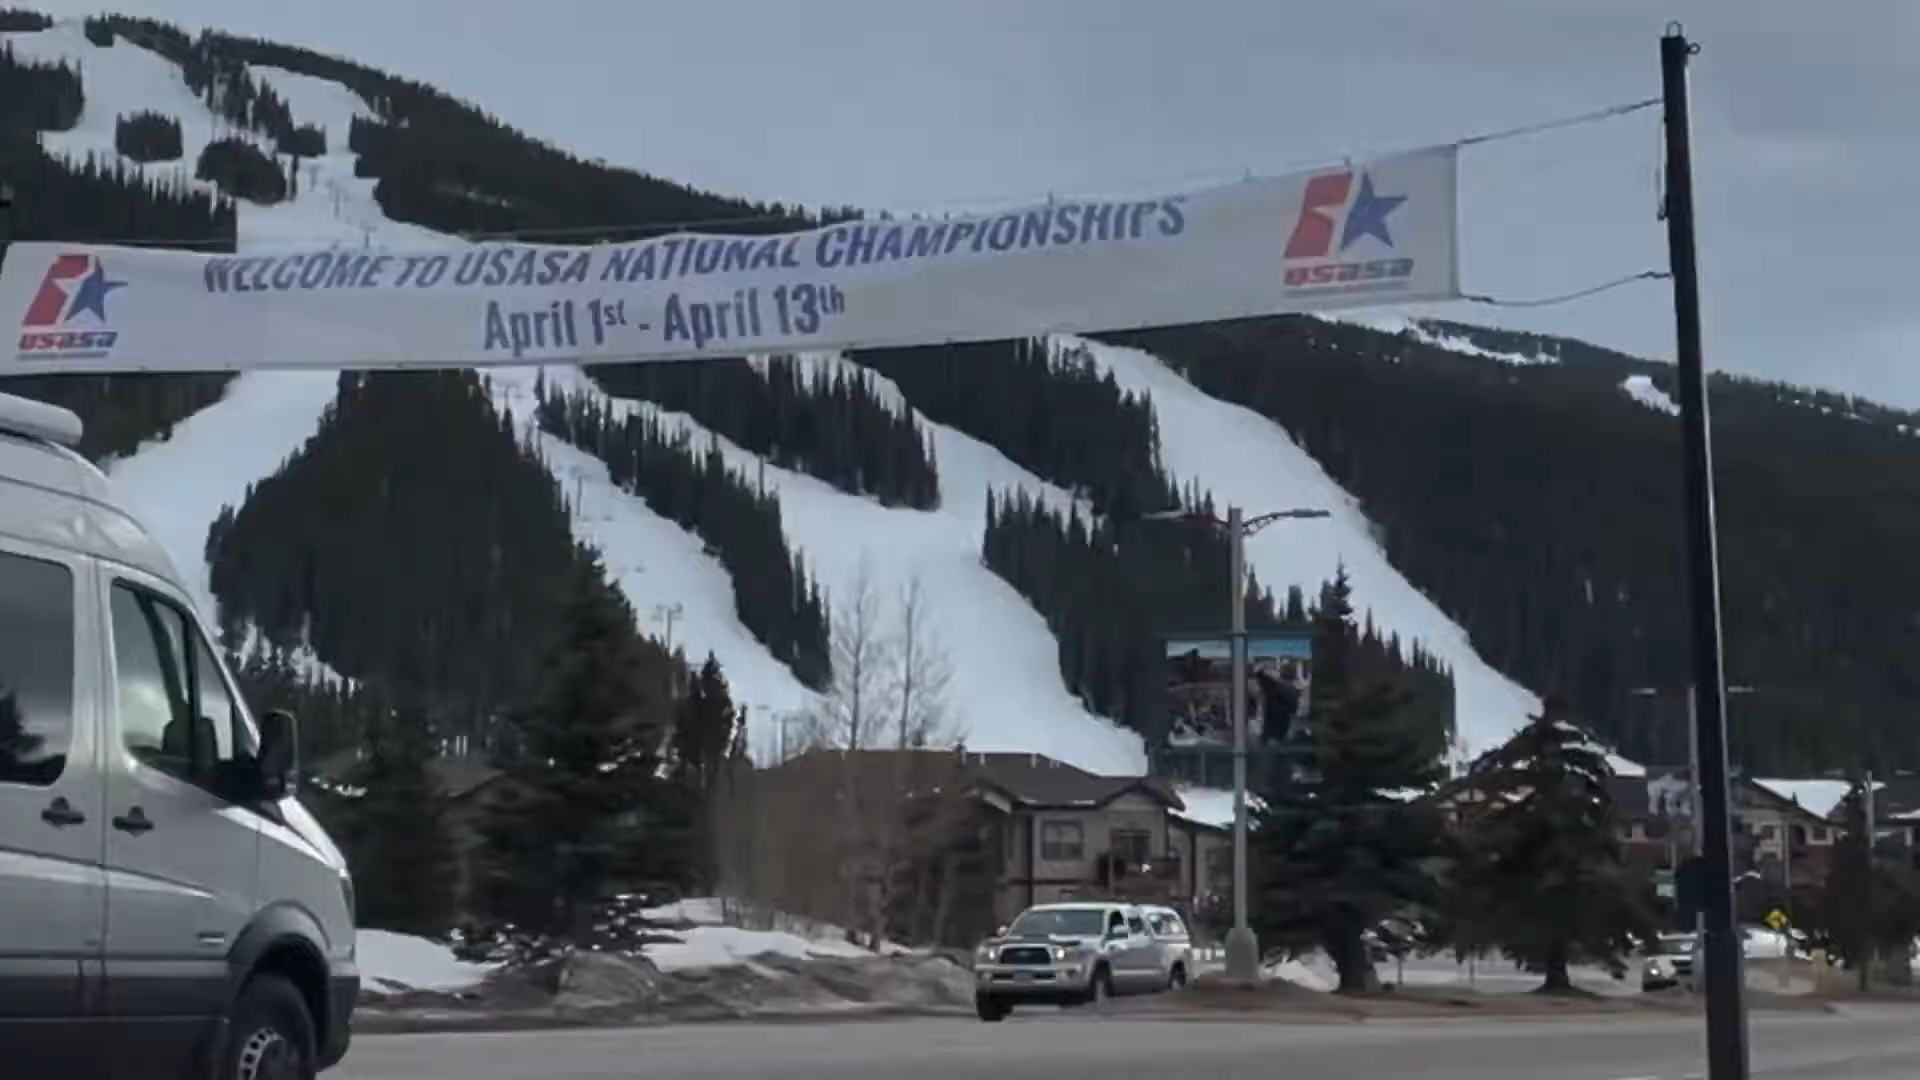 WELCOME TO USASA NATIONAL CHAMPIONSHIPS
April 1st - April 13th
usasa
usasa